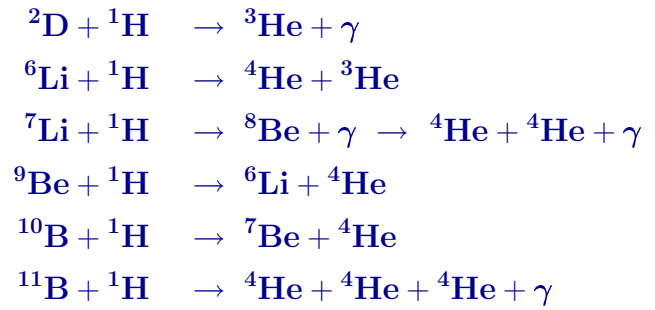 ²D + ¹H → ³He + γ
⁶Li + ¹H → ⁴He + ³He
⁷Li + ¹H → ⁸Be + γ → ⁴He + ⁴He + γ
⁹Be + ¹H → ⁶Li + ⁴He
¹⁰B + ¹H → ⁷Be + ⁴He
¹¹B + ¹H → ⁴He + ⁴He + ⁴He + γ